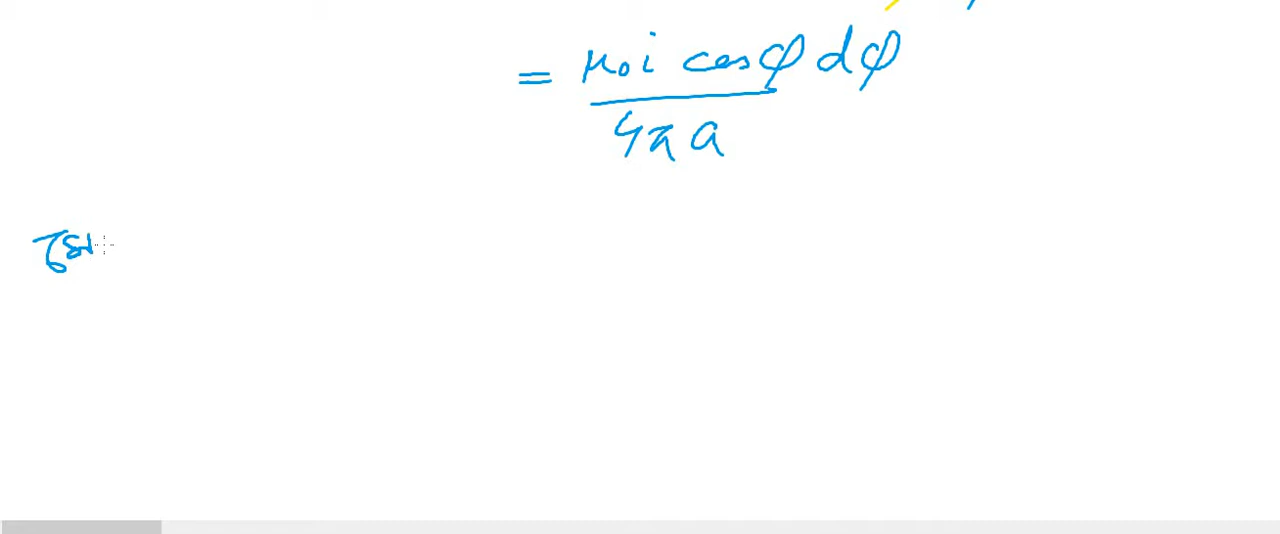 = μ₀i cosφ dφ / 4πa